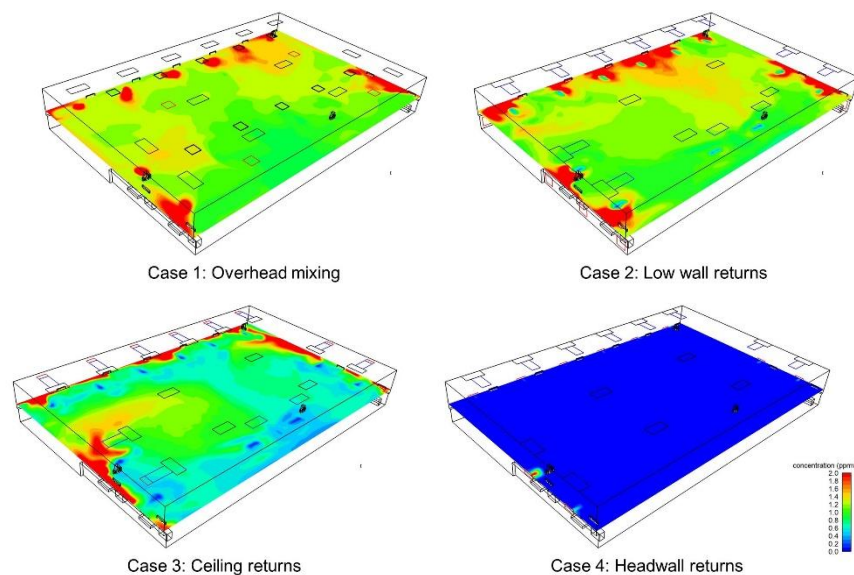 Case 1: Overhead mixing
Case 2: Low wall returns
Case 3: Ceiling returns
Case 4: Headwall returns
concentration (ppm
2.0
1.8
1.6
1.4
1.2
1.0
0.8
0.6
0.4
0.2
0.0